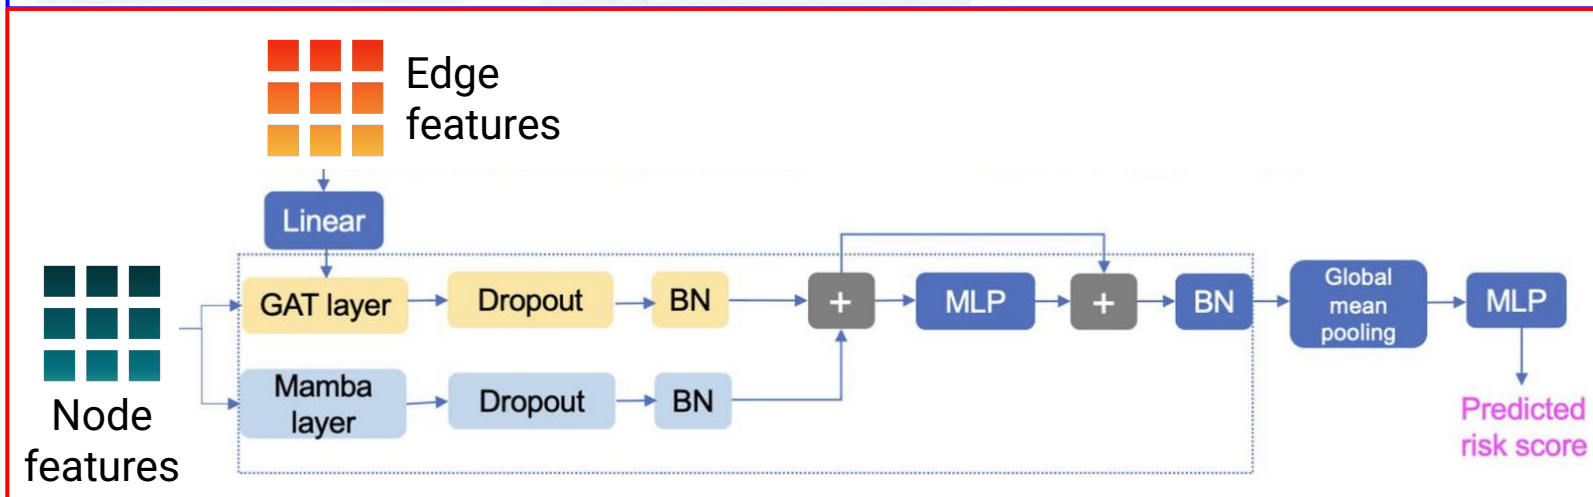 Edge
features
Linear
GAT layer
Dropout
BN
+
MLP
+
BN
Global
mean
pooling
MLP
Mamba
layer
Dropout
BN
Node
features
Predicted
risk score